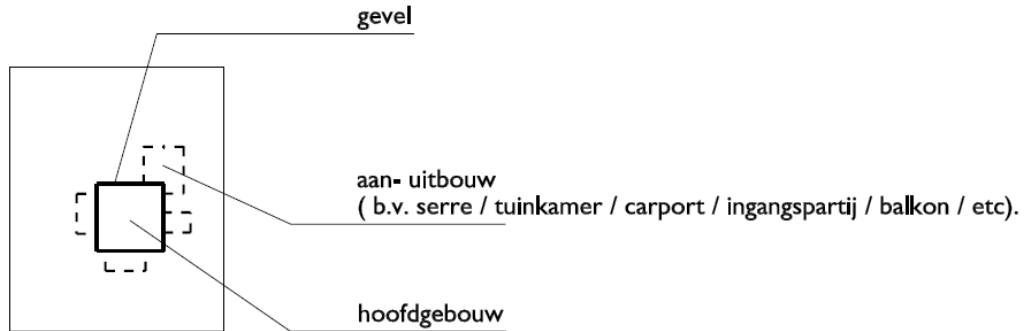 gevel
aan- uitbouw
( b.v. serre / tuinkamer / carport / ingangspartij / balkon / etc).
hoofdgebouw